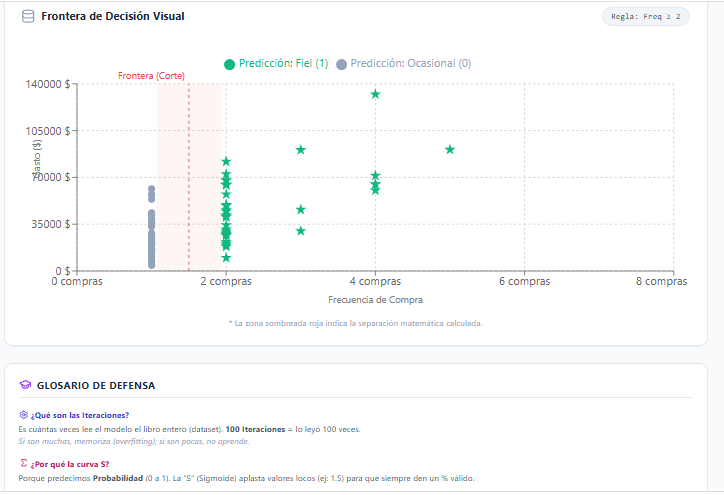 Frontera de Decisión Visual
Regla: Freq ≥ 2
Predicción: Fiel (1) Predicción: Ocasional (0)
Frontera (Corte)
140000 $
105000 $
Gasto ($)
70000 $
35000 $
0 $
0 compras 2 compras 4 compras 6 compras 8 compras
Frecuencia de Compra
* La zona sombreada roja indica la separación matemática calculada.
GLOSARIO DE DEFENSA
¿Qué son las Iteraciones?
Es cuántas veces lee el modelo el libro entero (dataset). 100 Iteraciones = lo leyó 100 veces.
Si son muchas, memoriza (overfitting); si son pocas, no aprende.
Σ ¿Por qué la curva S?
Porque predecimos Probabilidad (0 a 1). La "S" (Sigmoide) aplasta valores locos (ej: 1.5) para que siempre den un % válido.